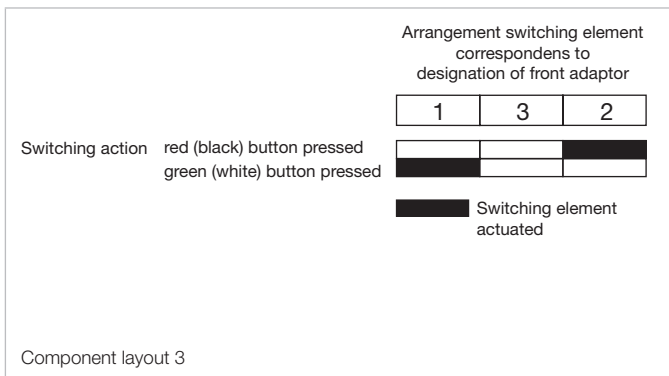 Arrangement switching element
correspondens to
designation of front adaptor
1 3 2
Switching action red (black) button pressed
green (white) button pressed
Switching element
actuated
Component layout 3